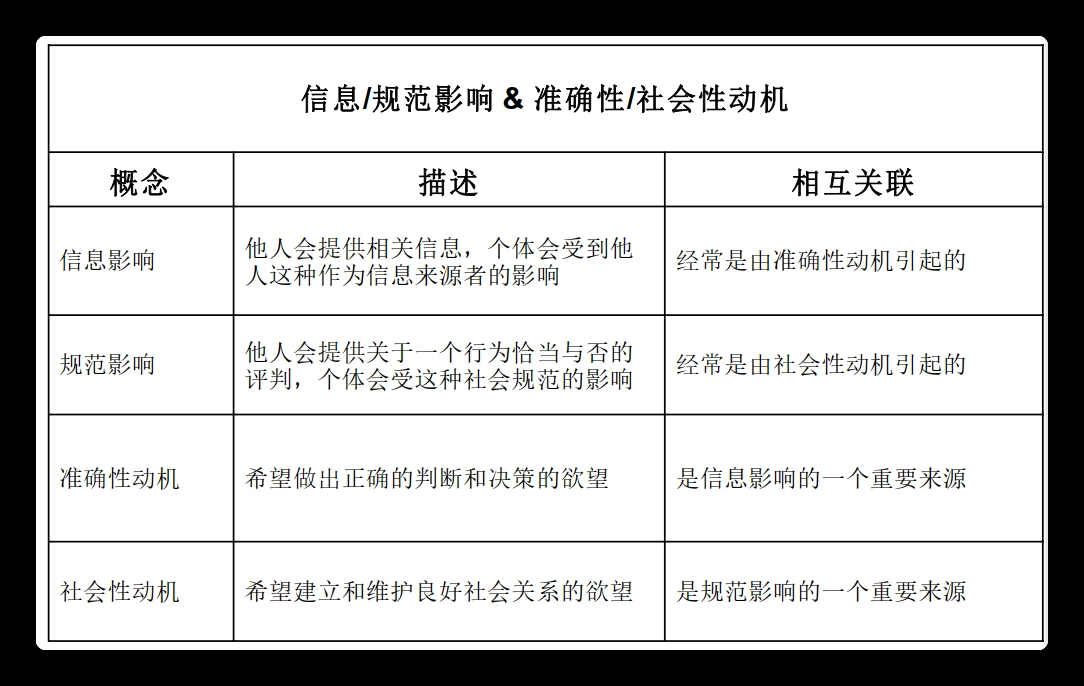 信息/规范影响 & 准确性/社会性动机
概念
描述
相互关联
信息影响
他人会提供相关信息，个体会受到他
人这种作为信息来源者的影响
经常是由准确性动机引起的
规范影响
他人会提供关于一个行为恰当与否的
评判，个体会受这种社会规范的影响
经常是由社会性动机引起的
准确性动机
希望做出正确的判断和决策的欲望
是信息影响的一个重要来源
社会性动机
希望建立和维护良好社会关系的欲望
是规范影响的一个重要来源